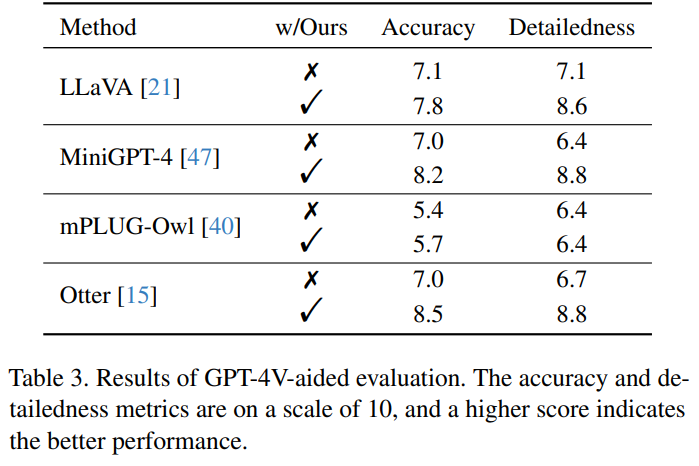 Method w/Ours Accuracy Detailedness
LLaVA [21]
✗ 7.1 7.1
✓ 7.8 8.6
MiniGPT-4 [47]
✗ 7.0 6.4
✓ 8.2 8.8
mPLUG-Owl [40]
✗ 5.4 6.4
✓ 5.7 6.4
Otter [15]
✗ 7.0 6.7
✓ 8.5 8.8
Table 3. Results of GPT-4V-aided evaluation. The accuracy and de-
tailedness metrics are on a scale of 10, and a higher score indicates
the better performance.